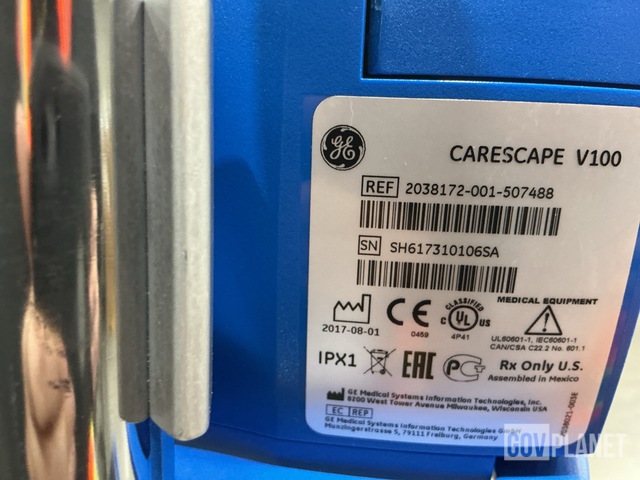 GE
CARESCAPE V100
REF 2038172-001-507488
SN SH617310106SA
2017-08-01
CE
0459
CLASSIFIED
C UL US
4P41
MEDICAL EQUIPMENT
UL60601-1, IEC60601-1
CAN/CSA C22.2 No. 601.1
IPX1
EAC
Rx Only U.S.
Assembled in Mexico
GE Medical Systems Information Technologies, Inc.
8200 West Tower Avenue Milwaukee, Wisconsin USA
EC REP
GE Medical Systems Information Technologies GmbH
Munzingerstrasse 5, 79111 Freiburg, Germany
GOVPLANET